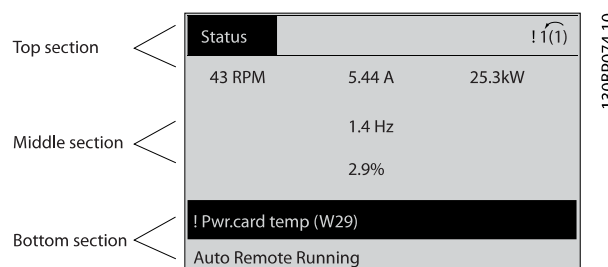 Top section
Status
! 1(1)
43 RPM 5.44 A 25.3kW
Middle section
1.4 Hz
2.9%
Bottom section
! Pwr.card temp (W29)
Auto Remote Running
130BP074.10